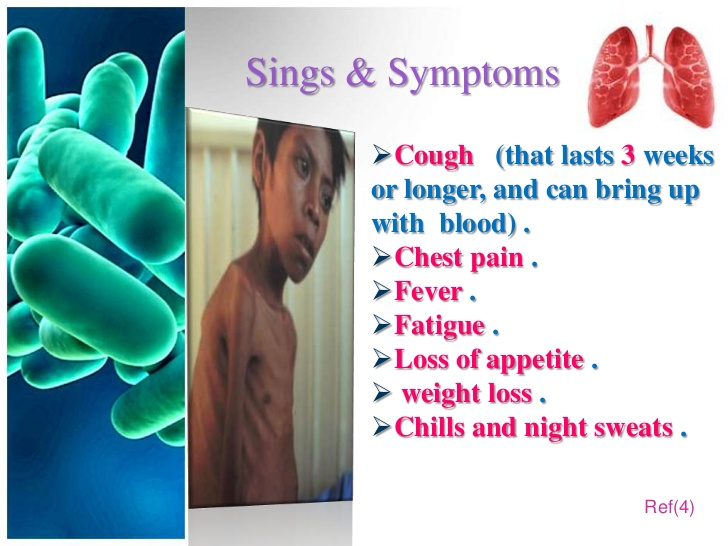 Sings & Symptoms
➢Cough (that lasts 3 weeks
or longer, and can bring up
with blood) .
➢Chest pain .
➢Fever .
➢Fatigue .
➢Loss of appetite .
➢ weight loss .
➢Chills and night sweats .
Ref(4)